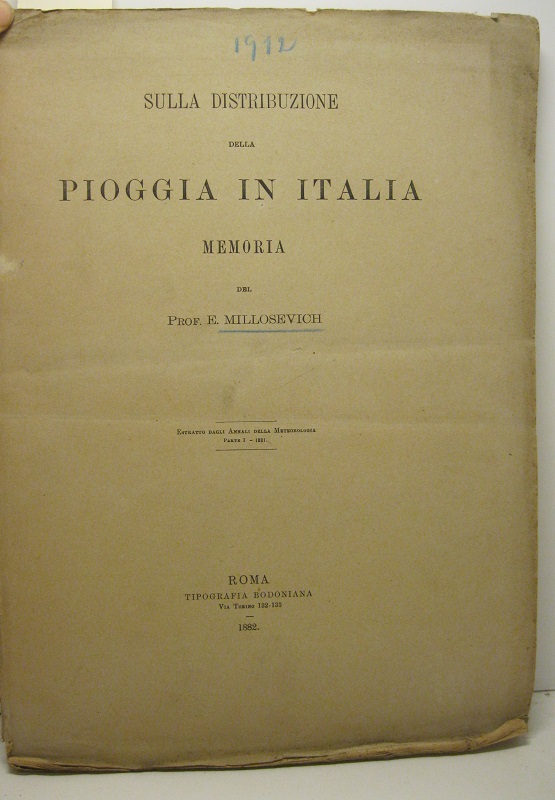 1912
SULLA DISTRIBUZIONE
DELLA
PIOGGIA IN ITALIA
MEMORIA
DEL
PROF. E. MILLOSEVICH
ESTRATTO DAGLI ANNALI DELLA METEOROLOGIA
PARTE I - 1881.
ROMA
TIPOGRAFIA BODONIANA
VIA TORINO 132-133
1882.